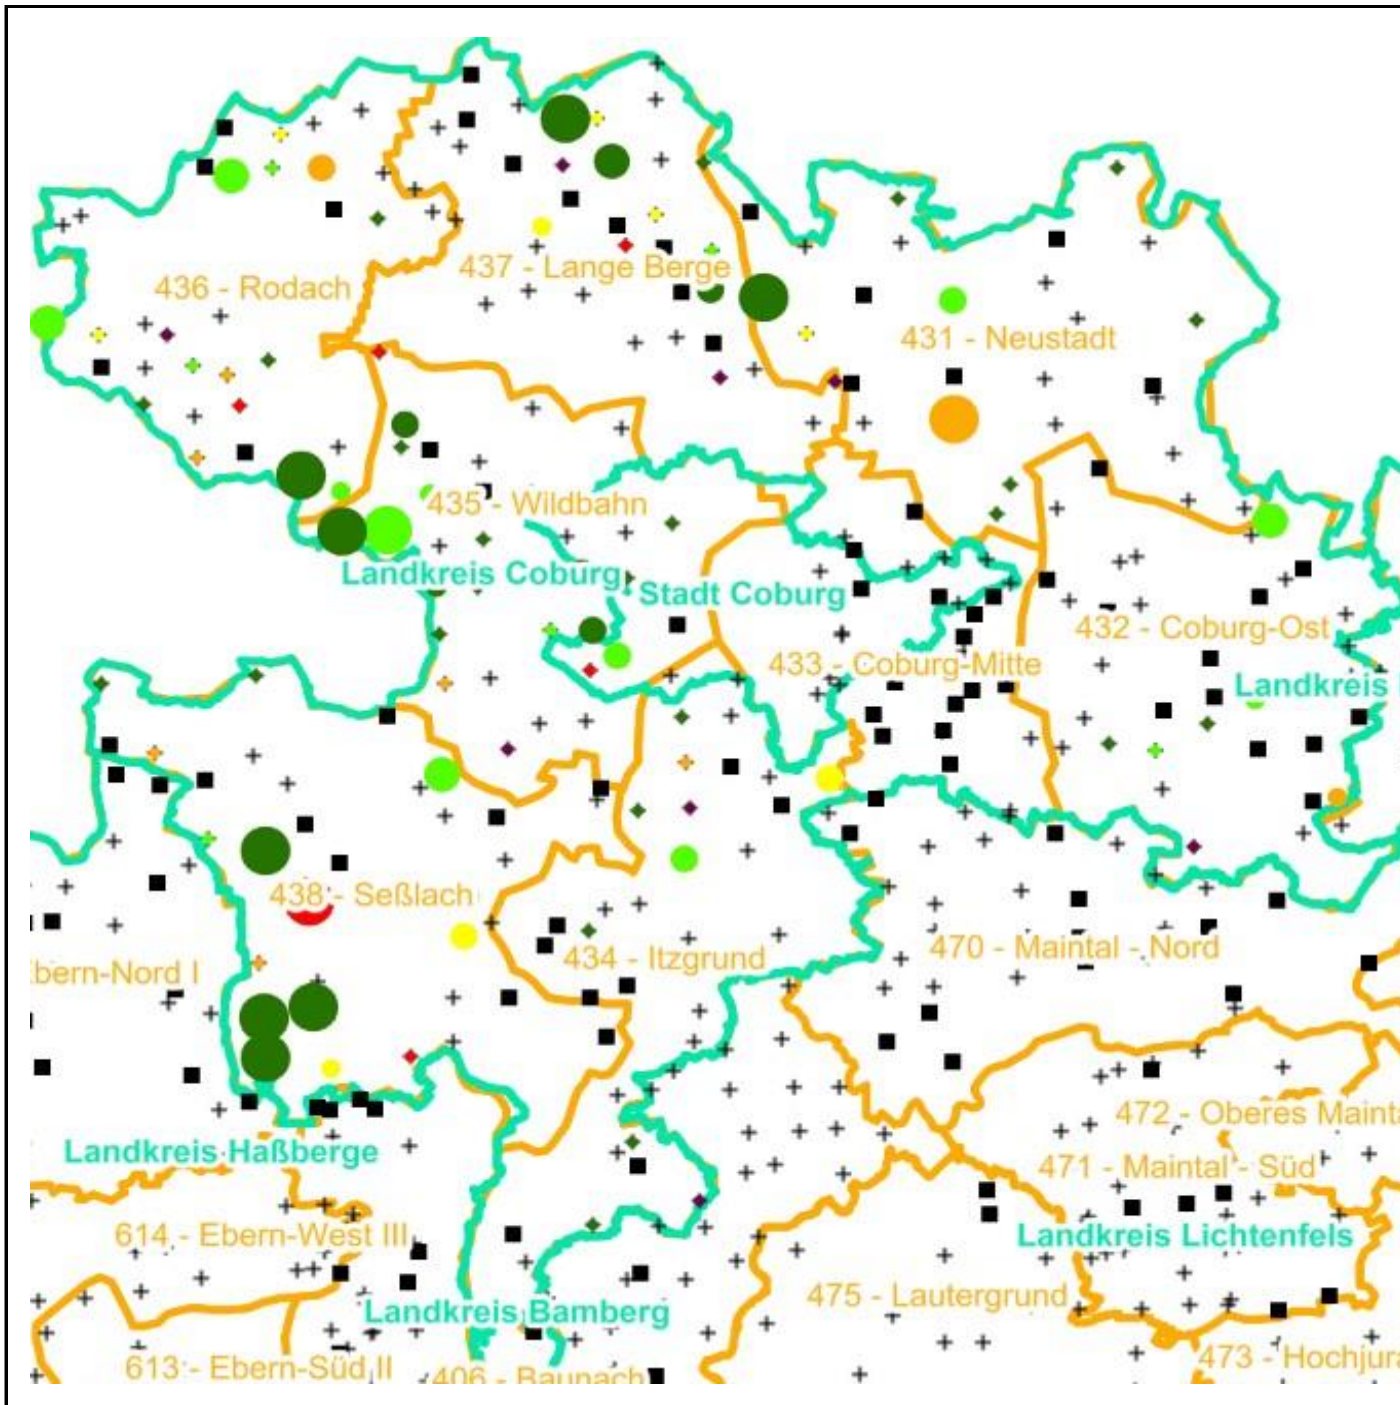 437 - Lange Berge
436 - Rodach
431 - Neustadt
435 - Wildbahn
Landkreis Coburg
Stadt Coburg
432 - Coburg-Ost
433 - Coburg-Mitte
Landkreis
438 - Seßlach
434 - Itzgrund
470 - Maintal - Nord
bern-Nord I
472 - Oberes Mainta
Landkreis Haßberge
471 - Maintal - Süd
614 - Ebern-West III
Landkreis Lichtenfels
475 - Lautergrund
Landkreis Bamberg
473 - Hochjura
613 - Ebern-Süd II
406 - Baunach